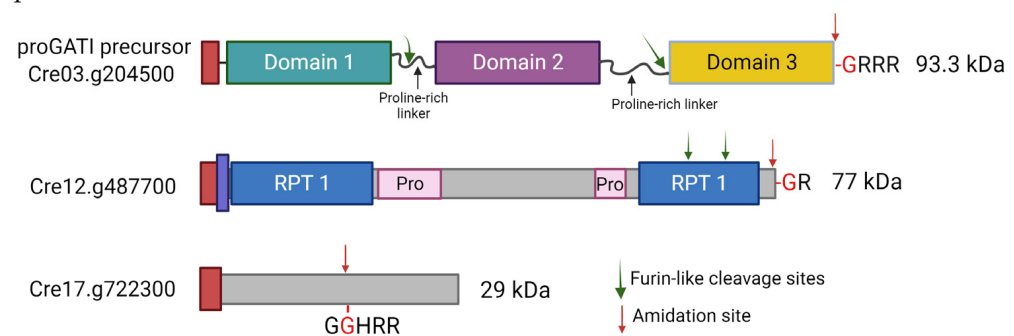 proGATI precursor
Cre03.g204500
Domain 1
Proline-rich
linker
Domain 2
Proline-rich linker
Domain 3
-GRRR
93.3 kDa
Cre12.g487700
RPT 1
Pro
Pro
RPT 1
-GR
77 kDa
Cre17.g722300
GGHRR
29 kDa
Furin-like cleavage sites
Amidation site